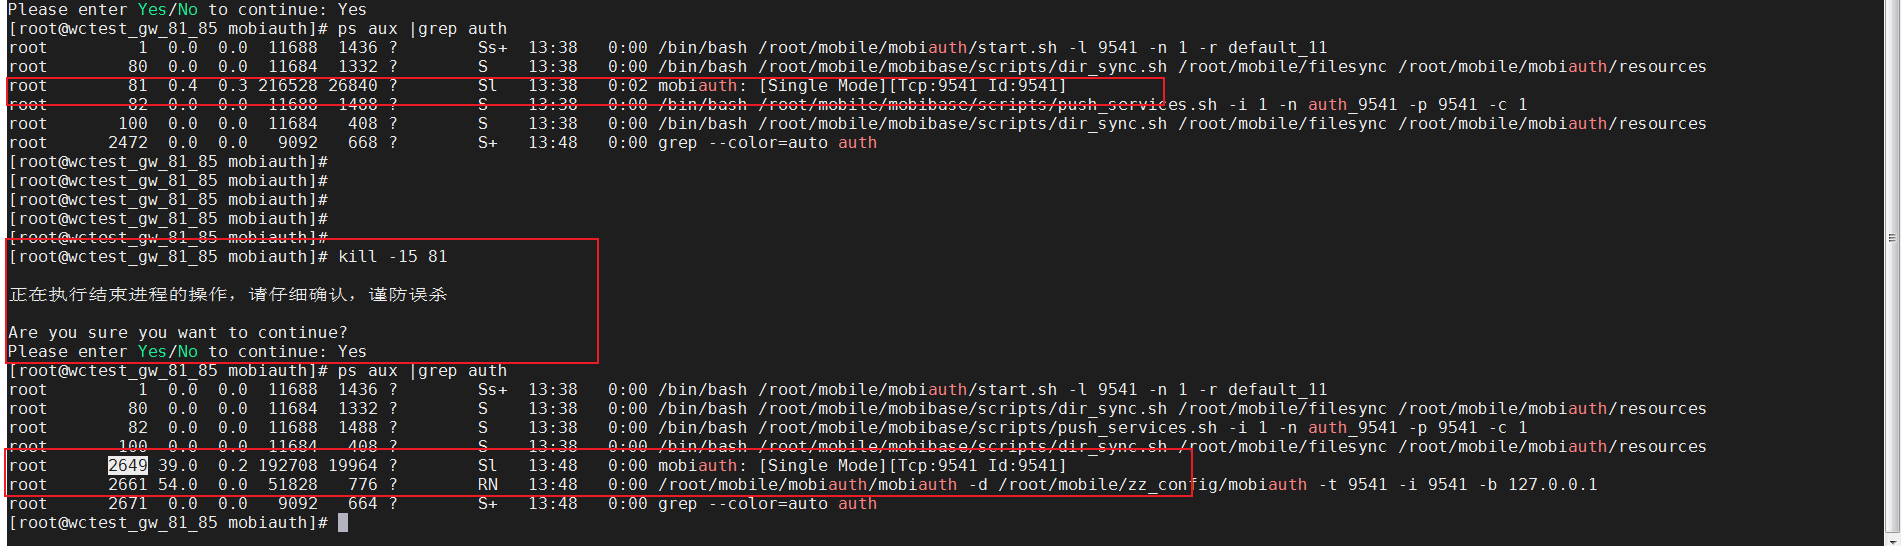 Please enter Yes/No to continue: Yes
[root@wctest_gw_81_85 mobiauth]# ps aux |grep auth
root         1  0.0  0.0  11688  1436 ?        Ss+  13:38   0:00 /bin/bash /root/mobile/mobiauth/start.sh -l 9541 -n 1 -r default_11
root        80  0.0  0.0  11684  1332 ?        S    13:38   0:00 /bin/bash /root/mobile/mobibase/scripts/dir_sync.sh /root/mobile/filesync /root/mobile/mobiauth/resources
root        81  0.4  0.3 216528 26840 ?        Sl   13:38   0:02 mobiauth: [Single Mode][Tcp:9541 Id:9541]
root        82  0.0  0.0  11688  1488 ?        S    13:38   0:00 /bin/bash /root/mobile/mobibase/scripts/push_services.sh -i 1 -n auth_9541 -p 9541 -c 1
root       100  0.0  0.0  11684   408 ?        S    13:38   0:00 /bin/bash /root/mobile/mobibase/scripts/dir_sync.sh /root/mobile/filesync /root/mobile/mobiauth/resources
root      2472  0.0  0.0   9092   668 ?        S+   13:48   0:00 grep --color=auto auth
[root@wctest_gw_81_85 mobiauth]#
[root@wctest_gw_81_85 mobiauth]#
[root@wctest_gw_81_85 mobiauth]#
[root@wctest_gw_81_85 mobiauth]#
[root@wctest_gw_81_85 mobiauth]#
[root@wctest_gw_81_85 mobiauth]# kill -15 81
正在执行结束进程的操作，请仔细确认，谨防误杀
Are you sure you want to continue?
Please enter Yes/No to continue: Yes
[root@wctest_gw_81_85 mobiauth]# ps aux |grep auth
root         1  0.0  0.0  11688  1436 ?        Ss+  13:38   0:00 /bin/bash /root/mobile/mobiauth/start.sh -l 9541 -n 1 -r default_11
root        80  0.0  0.0  11684  1332 ?        S    13:38   0:00 /bin/bash /root/mobile/mobibase/scripts/dir_sync.sh /root/mobile/filesync /root/mobile/mobiauth/resources
root        82  0.0  0.0  11688  1488 ?        S    13:38   0:00 /bin/bash /root/mobile/mobibase/scripts/push_services.sh -i 1 -n auth_9541 -p 9541 -c 1
root       100  0.0  0.0  11684   408 ?        S    13:38   0:00 /bin/bash /root/mobile/mobibase/scripts/dir_sync.sh /root/mobile/filesync /root/mobile/mobiauth/resources
root      2649 39.0  0.2 192708 19964 ?        Sl   13:48   0:00 mobiauth: [Single Mode][Tcp:9541 Id:9541]
root      2661 54.0  0.0  51828   776 ?        RN   13:48   0:00 /root/mobile/mobiauth/mobiauth -d /root/mobile/zz_config/mobiauth -t 9541 -i 9541 -b 127.0.0.1
root      2671  0.0  0.0   9092   664 ?        S+   13:48   0:00 grep --color=auto auth
[root@wctest_gw_81_85 mobiauth]#